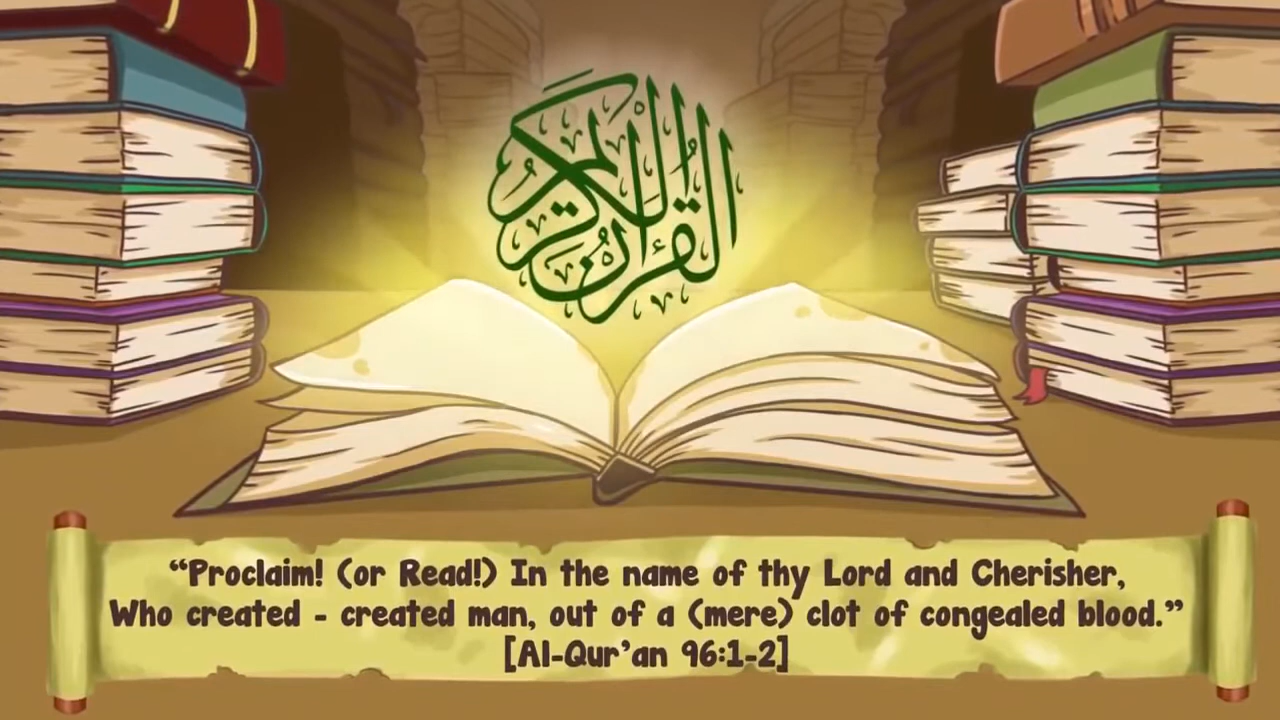 القرآن الكريم
“Proclaim! (or Read!) In the name of thy Lord and Cherisher,
Who created - created man, out of a (mere) clot of congealed blood.”
[Al-Qur’an 96:1-2]